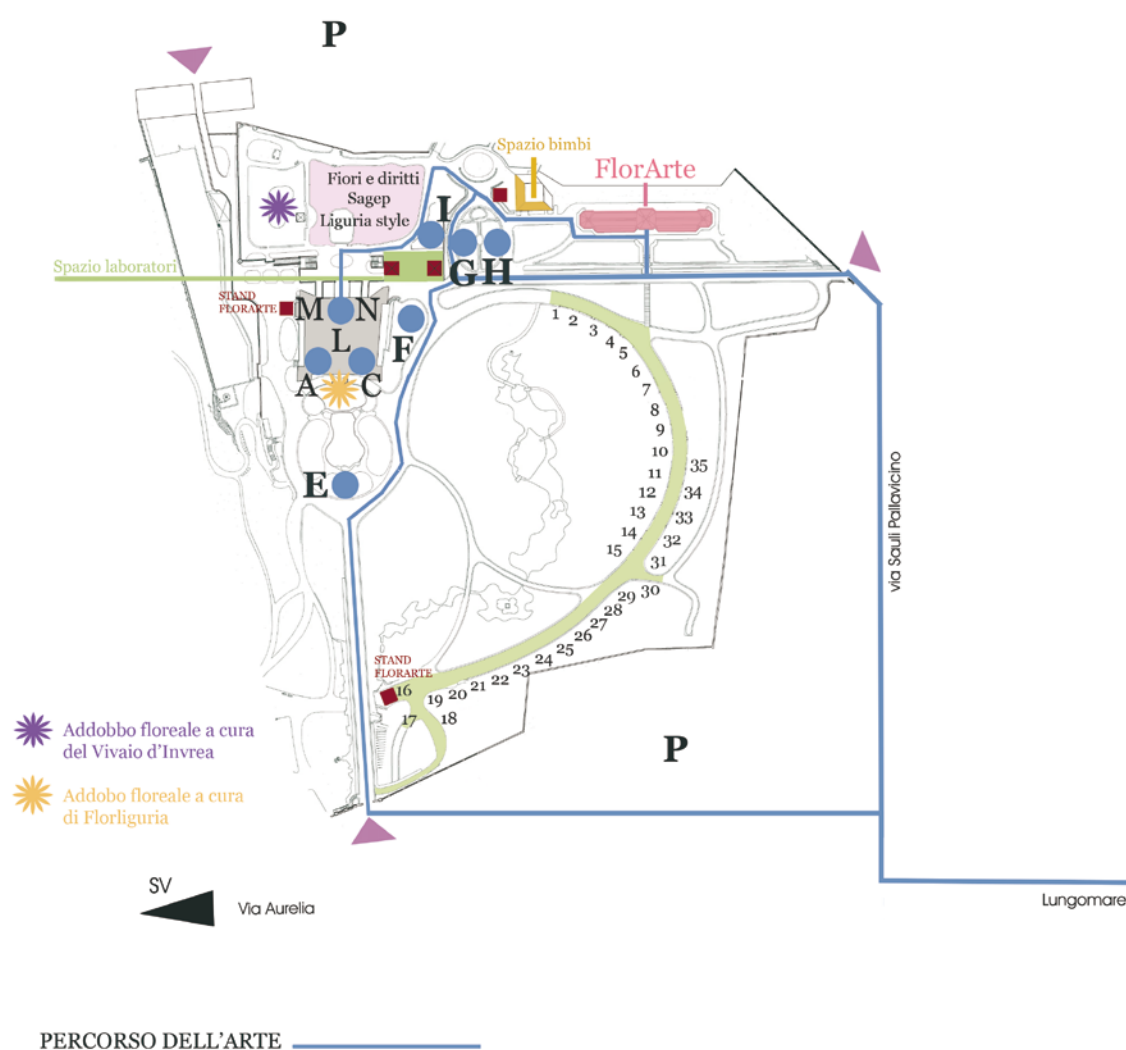 P
Spazio bimbi
FlorArte
Fiori e diritti
Sagep
Liguria style
I
G
H
Spazio laboratori
STAND
FLORARTE
M
N
L
F
A
C
E
1
2
3
4
5
6
7
8
9
10
11
12
13
14
15
35
34
33
32
31
30
29
28
27
26
25
24
23
22
21
20
19
18
17
16
STAND
FLORARTE
via Sauli Pallavicino
P
Addobbo floreale a cura
del Vivaio d'Invrea
Addobo floreale a cura
di Florliguria
SV
Via Aurelia
Lungomare
PERCORSO DELL'ARTE